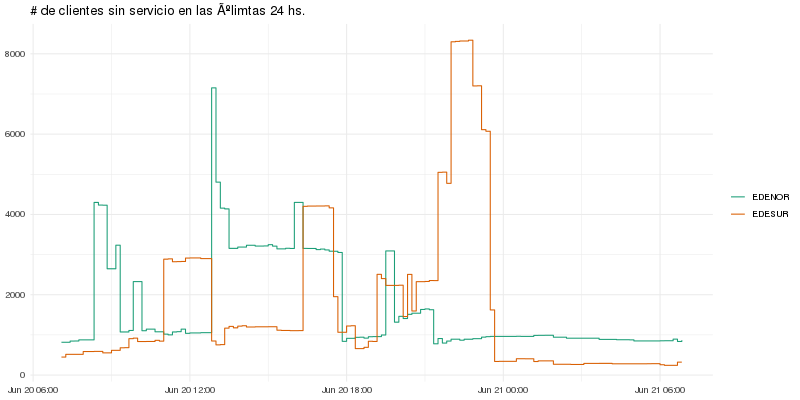 # de clientes sin servicio en las Ãºlimtas 24 hs.
8000
6000
4000
2000
0
Jun 20 06:00
Jun 20 12:00
Jun 20 18:00
Jun 21 00:00
Jun 21 06:00
EDENOR
EDESUR